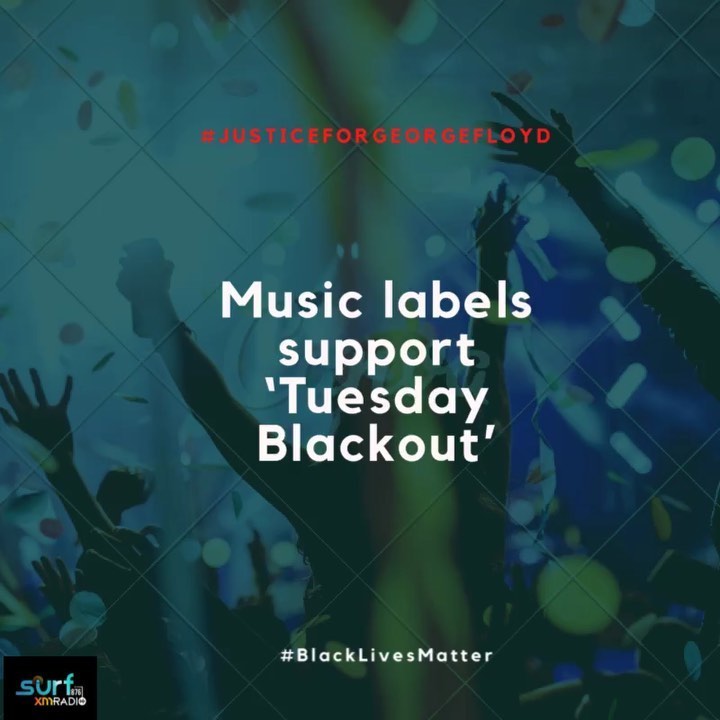 #JUSTICEFORGEORGEFLOYD
Music labels
support
‘Tuesday
Blackout’
#BlackLivesMatter
surf
876
XMRADIO